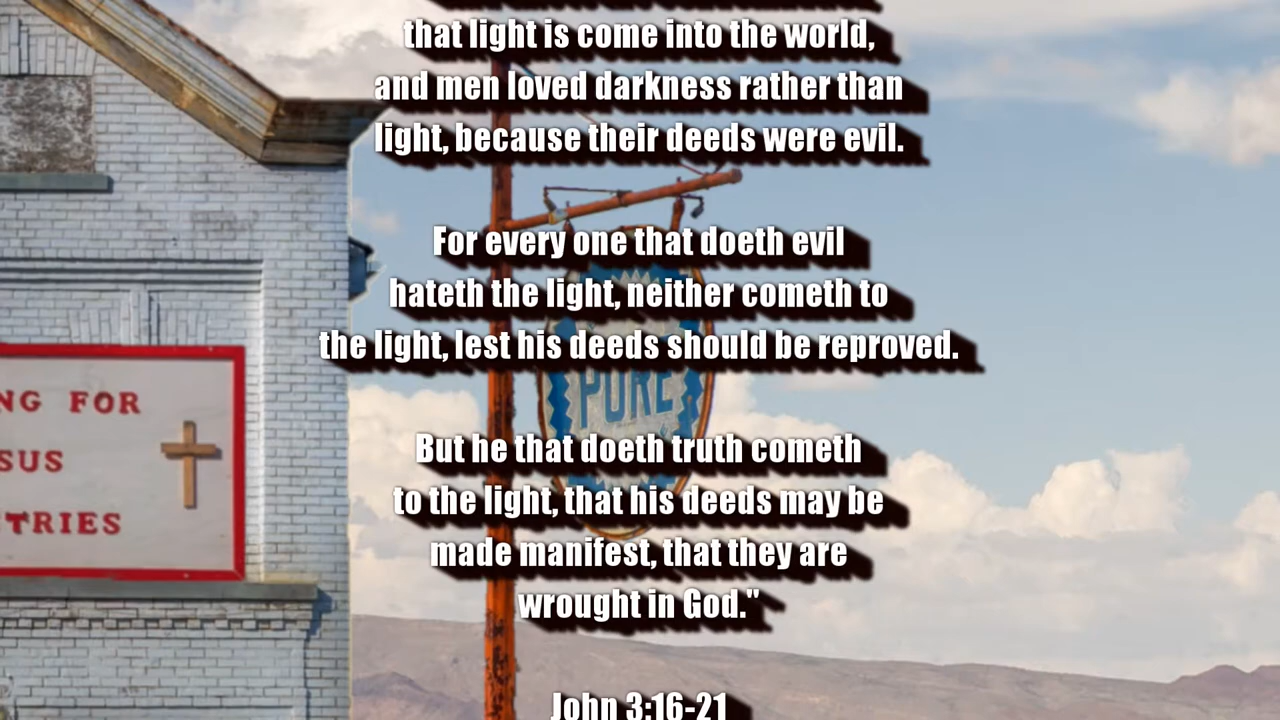 that light is come into the world,
and men loved darkness rather than
light, because their deeds were evil.
For every one that doeth evil
hateth the light, neither cometh to
the light, lest his deeds should be reproved.
But he that doeth truth cometh
to the light, that his deeds may be
made manifest, that they are
wrought in God."
John 3:16-21
NG FOR
SUS
TRIES
PURE